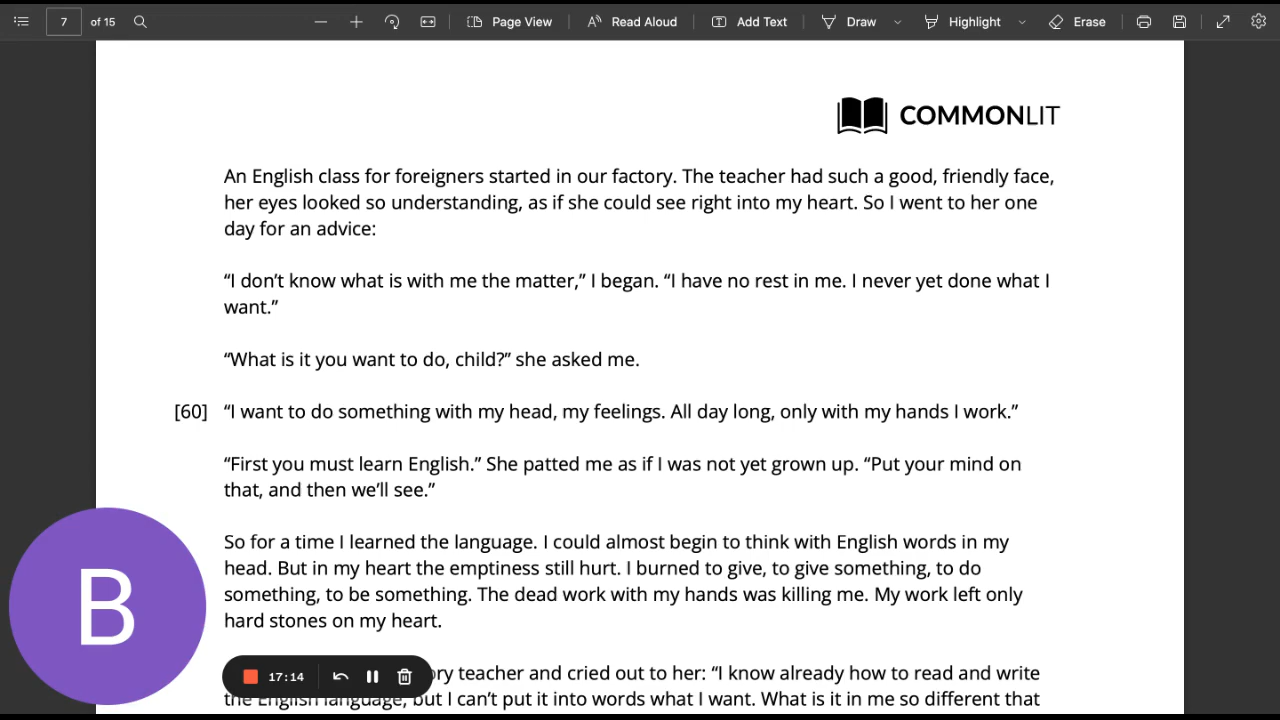 7 of 15 Page View Read Aloud Add Text Draw Highlight Erase
COMMONLIT
An English class for foreigners started in our factory. The teacher had such a good, friendly face,
her eyes looked so understanding, as if she could see right into my heart. So I went to her one
day for an advice:
“I don’t know what is with me the matter,” I began. “I have no rest in me. I never yet done what I
want.”
“What is it you want to do, child?” she asked me.
[60] “I want to do something with my head, my feelings. All day long, only with my hands I work.”
“First you must learn English.” She patted me as if I was not yet grown up. “Put your mind on
that, and then we’ll see.”
So for a time I learned the language. I could almost begin to think with English words in my
head. But in my heart the emptiness still hurt. I burned to give, to give something, to do
something, to be something. The dead work with my hands was killing me. My work left only
hard stones on my heart.
B
17:14
ory teacher and cried out to her: “I know already how to read and write
the English language, but I can’t put it into words what I want. What is it in me so different that